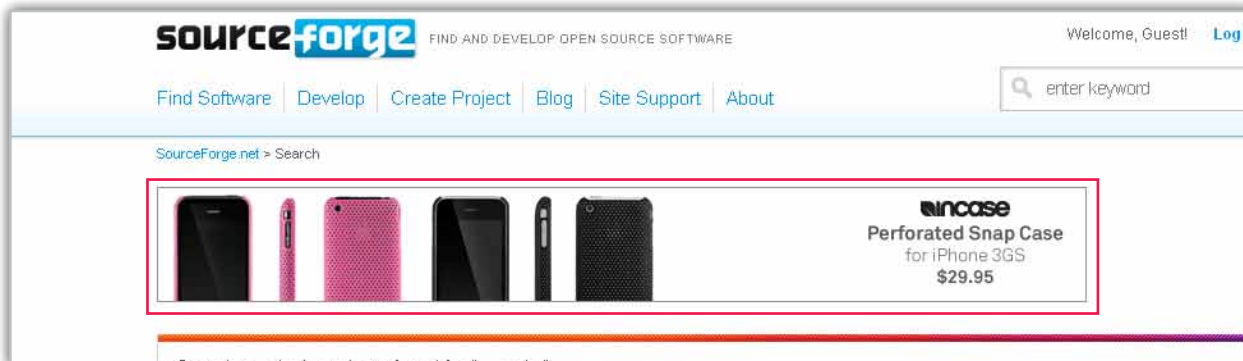 sourceforge FIND AND DEVELOP OPEN SOURCE SOFTWARE
Welcome, Guest! Log
Find Software Develop Create Project Blog Site Support About
enter keyword
SourceForge.net > Search
incase
Perforated Snap Case
for iPhone 3GS
$29.95